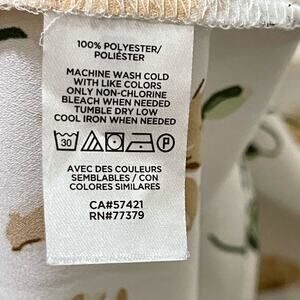 100% POLYESTER/
POLIÉSTER
MACHINE WASH COLD
WITH LIKE COLORS
ONLY NON-CHLORINE
BLEACH WHEN NEEDED
TUMBLE DRY LOW
COOL IRON WHEN NEEDED
30 P
AVEC DES COULEURS
SEMBLABLES / CON
COLORES SIMILARES
CA#57421
RN#77379